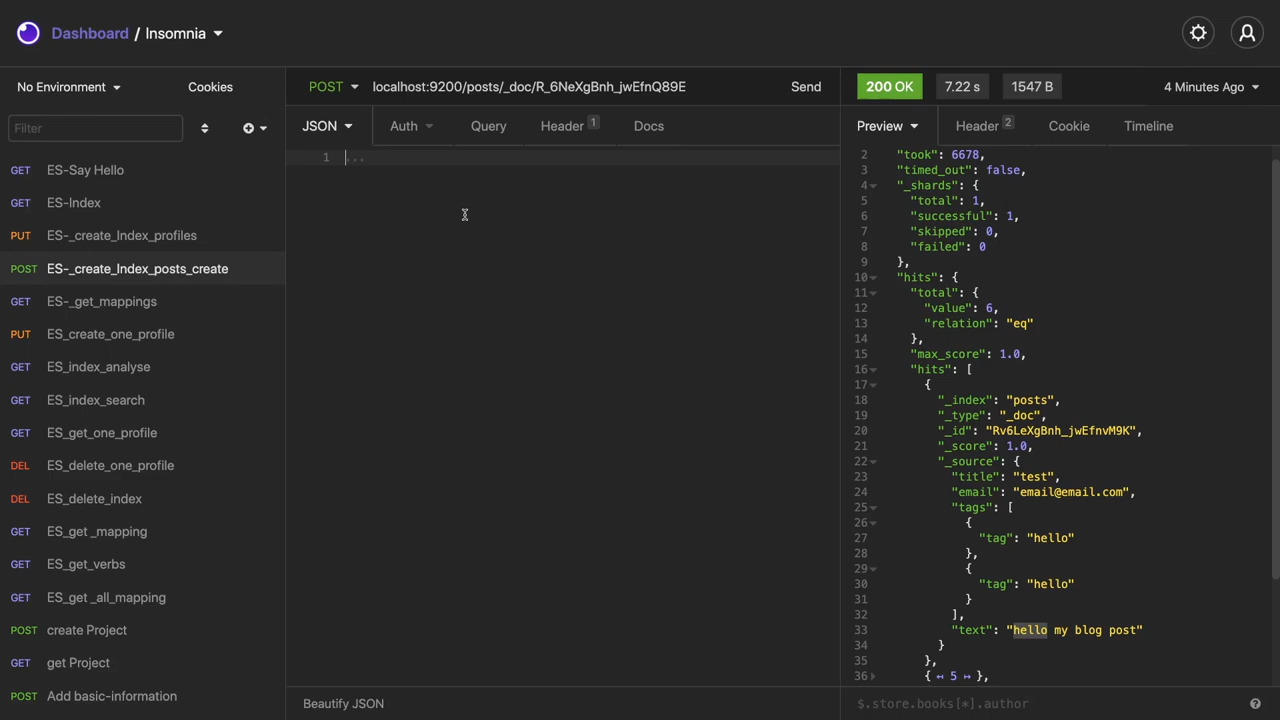 Dashboard / Insomnia
No Environment
Cookies
POST
localhost:9200/posts/_doc/R_6NeXgBnh_jwEfnQ89E
Send
200 OK
7.22 s
1547 B
4 Minutes Ago
Filter
JSON
Auth
Query
Header 1
Docs
Preview
Header 2
Cookie
Timeline
GET ES-Say Hello
GET ES-Index
PUT ES-_create_Index_profiles
POST ES-_create_Index_posts_create
GET ES-_get_mappings
PUT ES_create_one_profile
GET ES_index_analyse
GET ES_index_search
GET ES_get_one_profile
DEL ES_delete_one_profile
DEL ES_delete_index
GET ES_get _mapping
GET ES_get_verbs
GET ES_get _all_mapping
POST create Project
GET get Project
POST Add basic-information
1 ...
Beautify JSON
2 "took": 6678,
3 "timed_out": false,
4 "_shards": {
5 "total": 1,
6 "successful": 1,
7 "skipped": 0,
8 "failed": 0
9 },
10 "hits": {
11 "total": {
12 "value": 6,
13 "relation": "eq"
14 },
15 "max_score": 1.0,
16 "hits": [
17 {
18 "_index": "posts",
19 "_type": "_doc",
20 "_id": "Rv6LeXgBnh_jwEfnvM9K",
21 "_score": 1.0,
22 "_source": {
23 "title": "test",
24 "email": "email@email.com",
25 "tags": [
26 {
27 "tag": "hello"
28 },
29 {
30 "tag": "hello"
31 }
32 ],
33 "text": "hello my blog post"
34 }
35 },
36 { ↤ 5 ↦ },
$.store.books[*].author